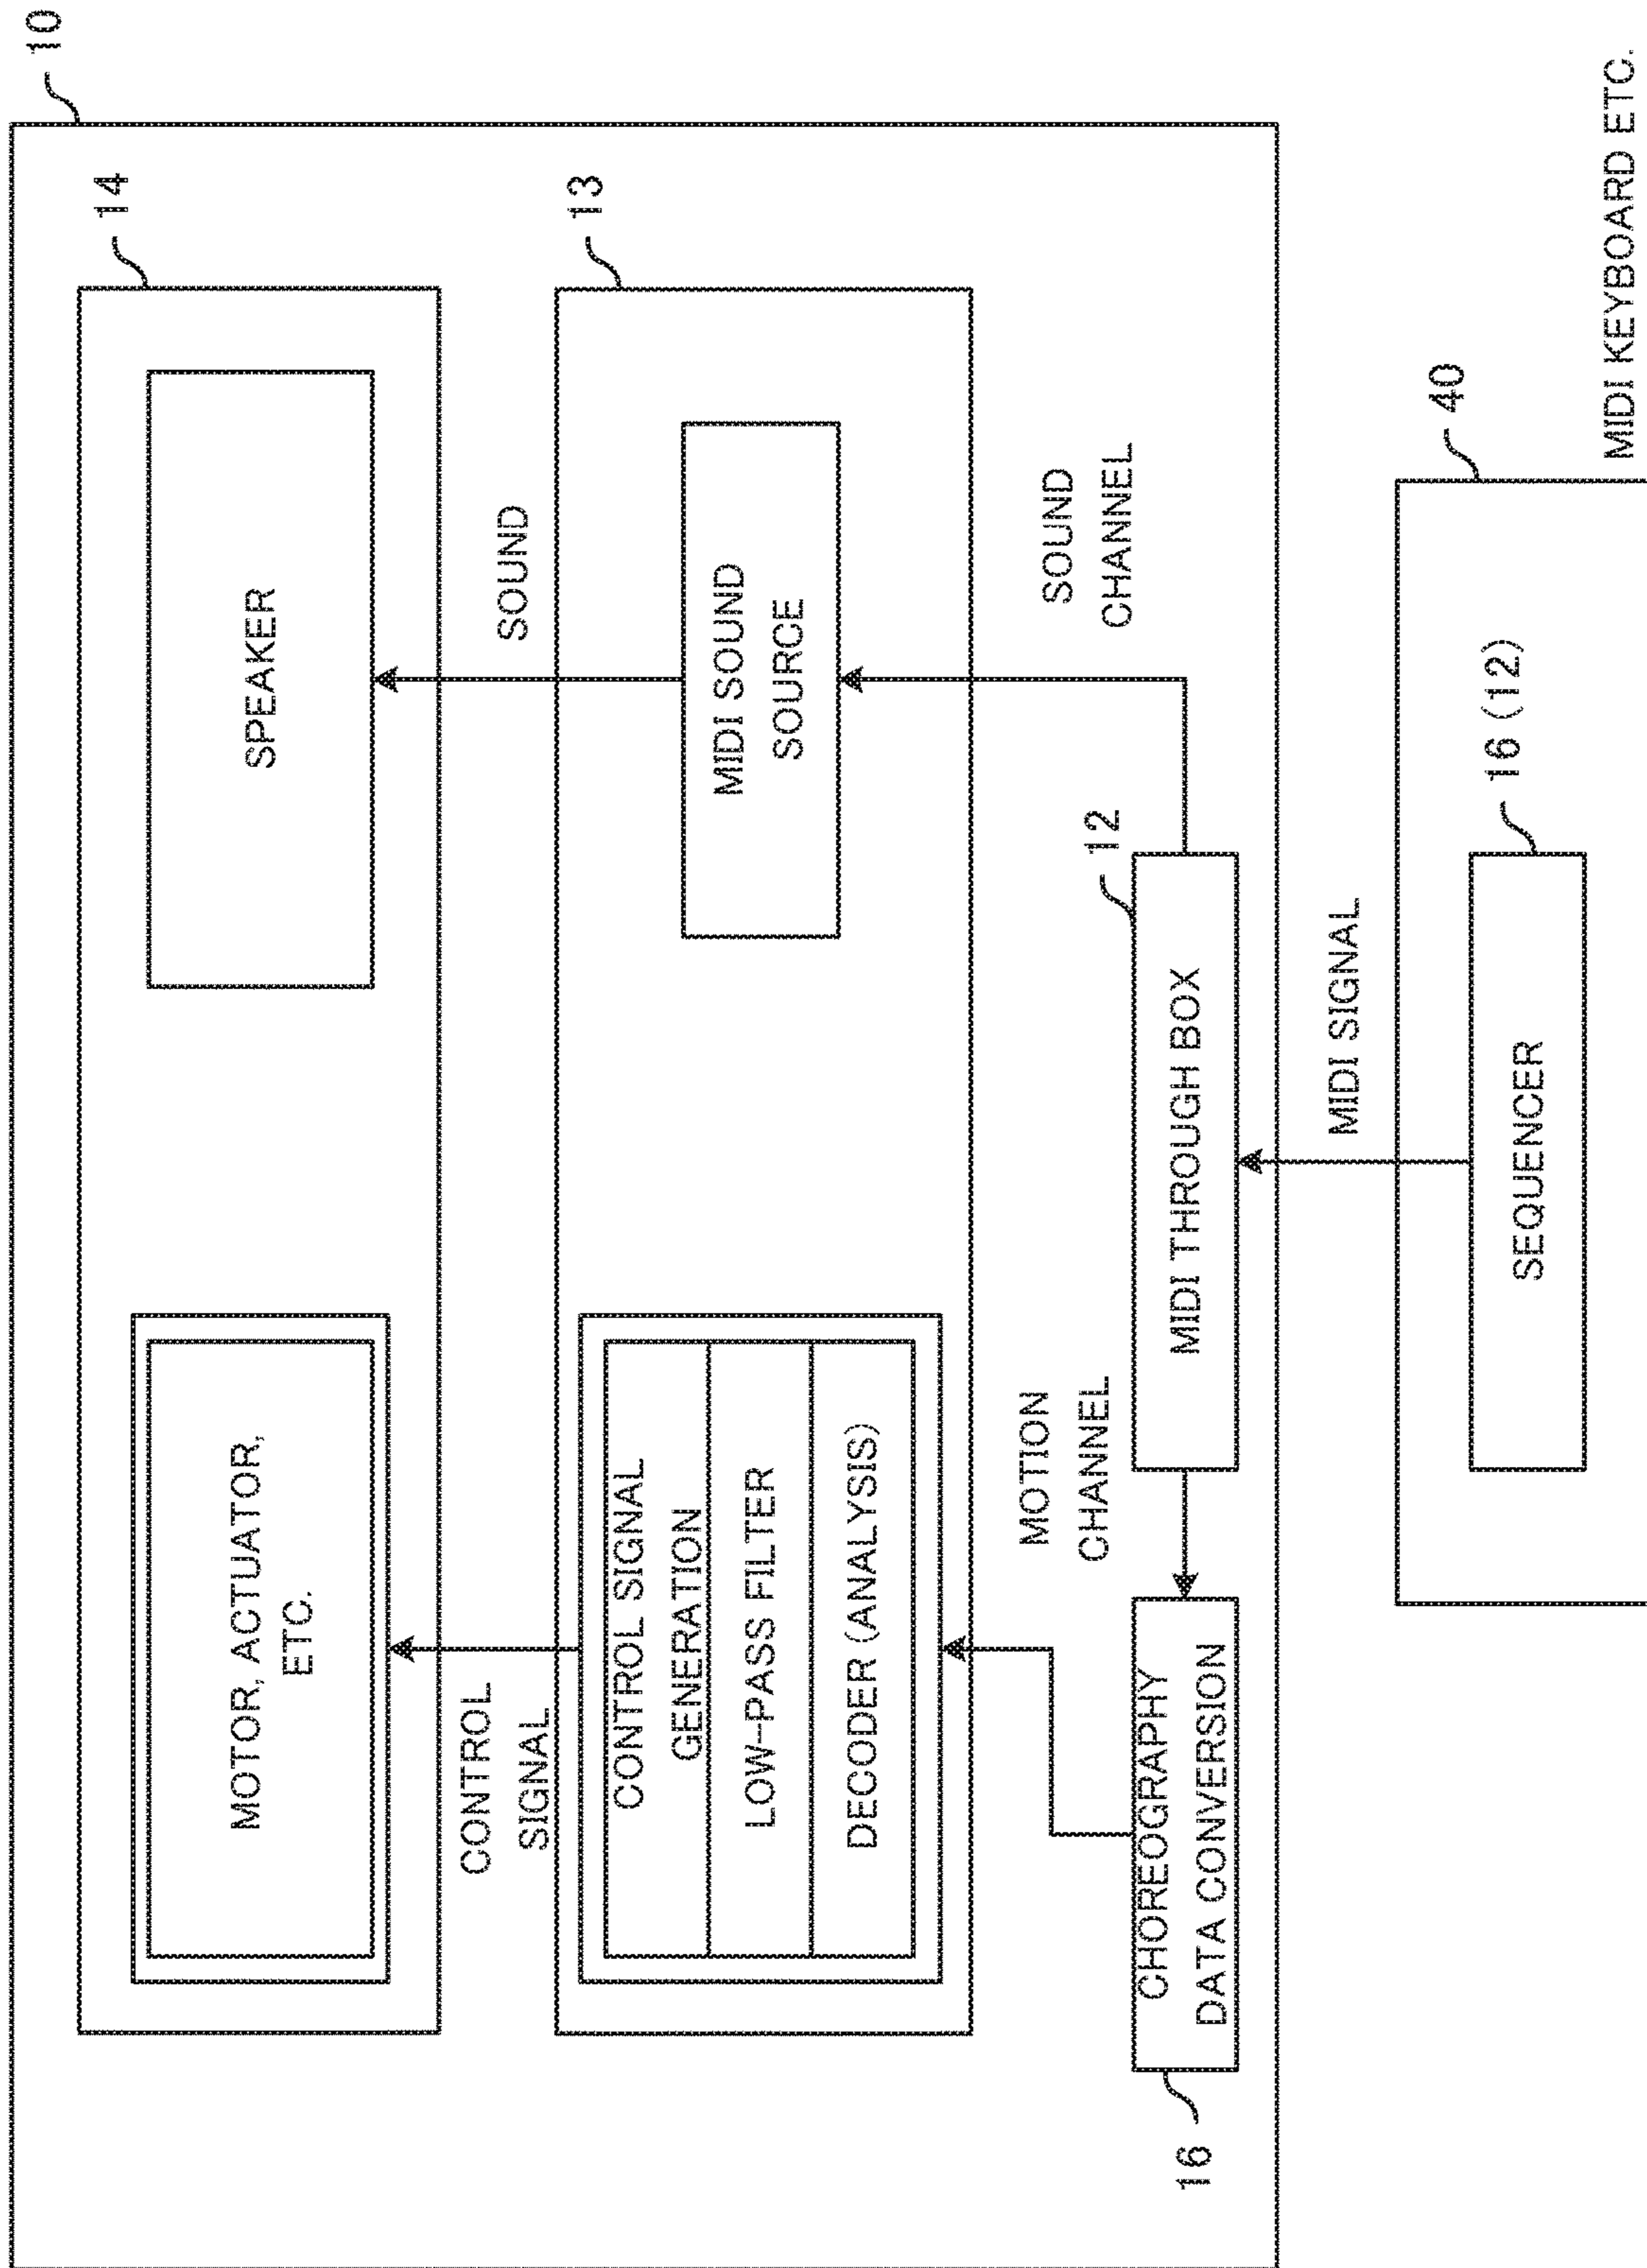 10
14
MOTOR, ACTUATOR,
ETC.
SPEAKER
CONTROL
SIGNAL
SOUND
13
CONTROL SIGNAL
GENERATION
LOW-PASS FILTER
DECODER (ANALYSIS)
MIDI SOUND
SOURCE
MOTION
CHANNEL
SOUND
CHANNEL
12
16
CHOREOGRAPHY
DATA CONVERSION
MIDI THROUGH BOX
MIDI SIGNAL
40
16 (12)
SEQUENCER
MIDI KEYBOARD ETC.